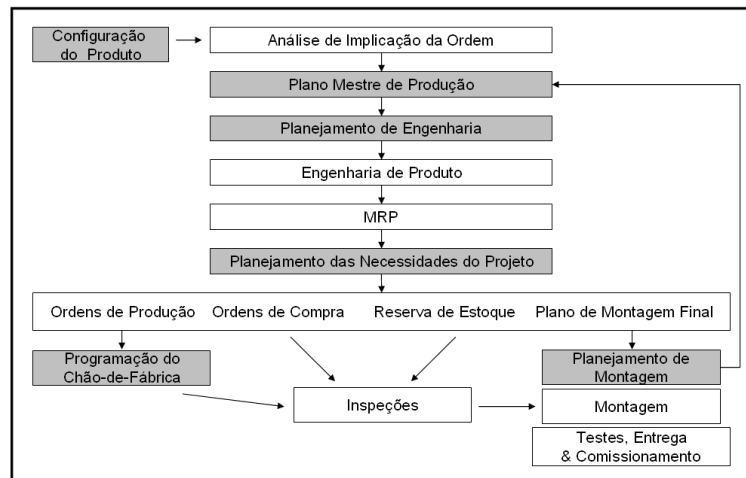 Configuração
do Produto
Análise de Implicação da Ordem
Plano Mestre de Produção
Planejamento de Engenharia
Engenharia de Produto
MRP
Planejamento das Necessidades do Projeto
Ordens de Produção Ordens de Compra Reserva de Estoque Plano de Montagem Final
Programação do
Chão-de-Fábrica
Planejamento de
Montagem
Inspeções
Montagem
Testes, Entrega
& Comissionamento